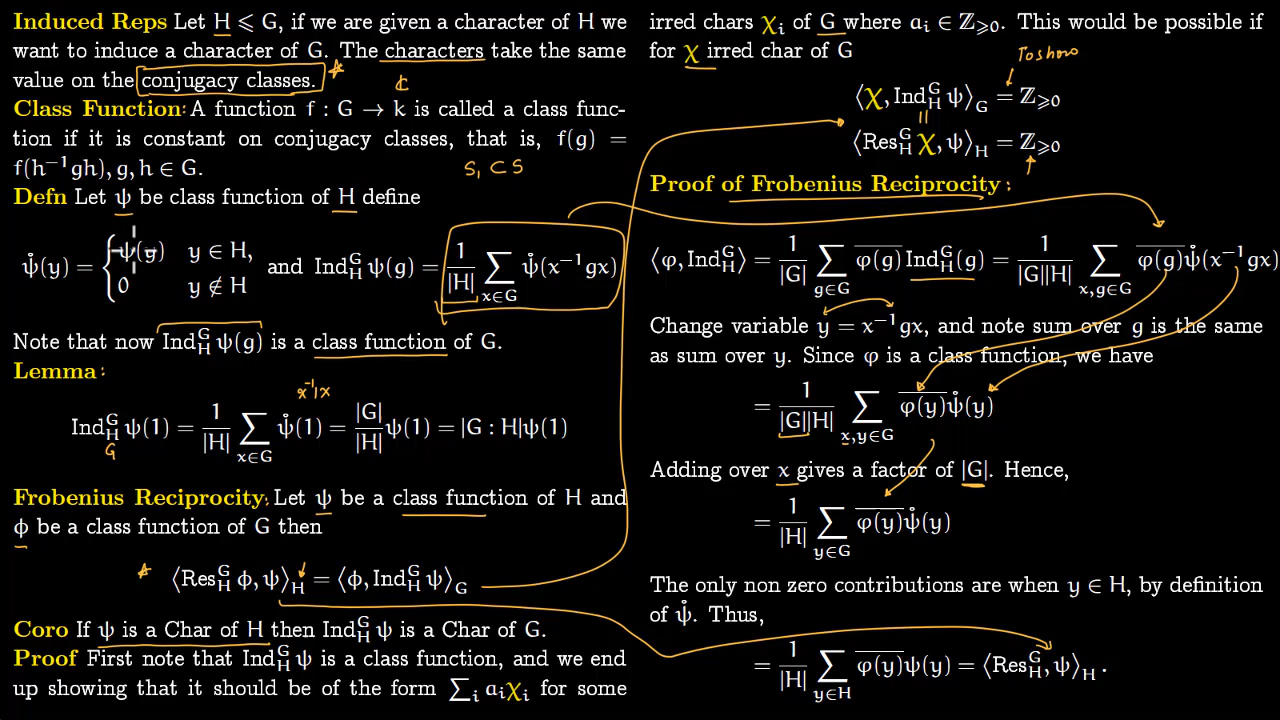 Induced Reps Let H ⩽ G, if we are given a character of H we
want to induce a character of G. The characters take the same
value on the conjugacy classes.
¢
Class Function: A function f : G → k is called a class func-
tion if it is constant on conjugacy classes, that is, f(g) =
f(h⁻¹gh), g, h ∈ G.
S, ⊂ S
Defn Let ψ be class function of H define
ψ̊(y) = { ψ(y) y ∈ H, 0 y ∉ H and Ind_H^G ψ(g) = 1/|H| ∑_{x∈G} ψ̊(x⁻¹gx)
Note that now Ind_H^G ψ(g) is a class function of G.
Lemma:
x⁻¹1x
Ind_H^G ψ(1) = 1/|H| ∑_{x∈G} ψ̊(1) = |G|/|H| ψ(1) = |G : H|ψ(1)
G
Frobenius Reciprocity: Let ψ be a class function of H and
ϕ be a class function of G then
⟨Res_H^G ϕ, ψ⟩_H = ⟨ϕ, Ind_H^G ψ⟩_G
Coro If ψ is a Char of H then Ind_H^G ψ is a Char of G.
Proof First note that Ind_H^G ψ is a class function, and we end
up showing that it should be of the form ∑_i a_iχ_i for some
irred chars χ_i of G where a_i ∈ Z_⩾0. This would be possible if
for χ irred char of G
To show
⟨χ, Ind_H^G ψ⟩_G = Z_⩾0
=
⟨Res_H^G χ, ψ⟩_H = Z_⩾0
Proof of Frobenius Reciprocity:
⟨φ, Ind_H^G⟩ = 1/|G| ∑_{g∈G} \overline{φ(g)} Ind_H^G(g) = 1/|G||H| ∑_{x,g∈G} \overline{φ(g)}ψ̊(x⁻¹gx)
Change variable y = x⁻¹gx, and note sum over g is the same
as sum over y. Since φ is a class function, we have
= 1/|G||H| ∑_{x,y∈G} \overline{φ(y)}ψ̊(y)
Adding over x gives a factor of |G|. Hence,
= 1/|H| ∑_{y∈G} \overline{φ(y)}ψ̊(y)
The only non zero contributions are when y ∈ H, by definition
of ψ̊. Thus,
= 1/|H| ∑_{y∈H} \overline{φ(y)}ψ(y) = ⟨Res_H^G, ψ⟩_H .